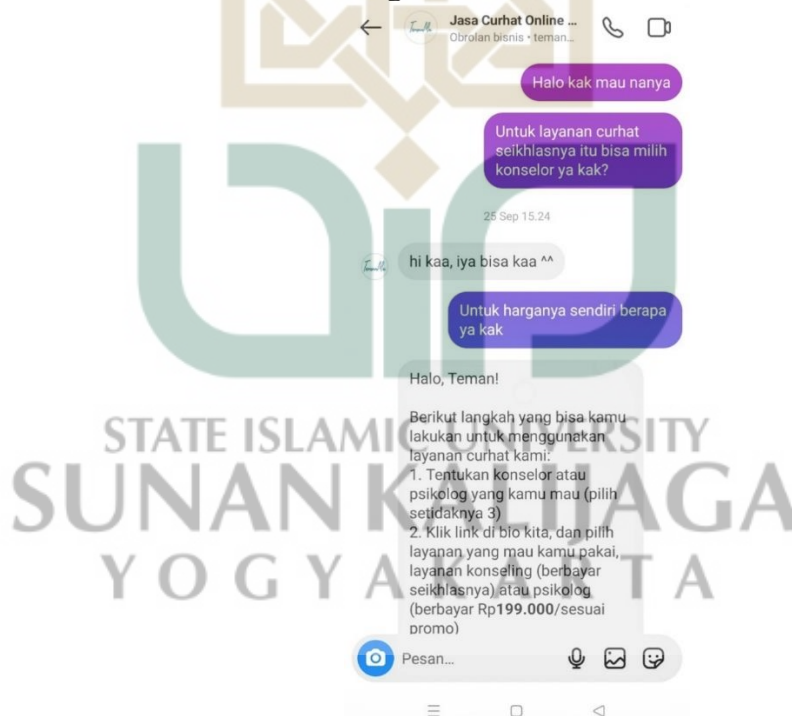 Jasa Curhat Online ...
Obrolan bisnis • teman...
Halo kak mau nanya
Untuk layanan curhat
seikhlasnya itu bisa milih
konselor ya kak?
25 Sep 15.24
hi kaa, iya bisa kaa ^^
Untuk harganya sendiri berapa
ya kak
Halo, Teman!
Berikut langkah yang bisa kamu
lakukan untuk menggunakan
layanan curhat kami:
1. Tentukan konselor atau
psikolog yang kamu mau (pilih
setidaknya 3)
2. Klik link di bio kita, dan pilih
layanan yang mau kamu pakai,
layanan konseling (berbayar
seikhlasnya) atau psikolog
(berbayar Rp199.000/sesuai
promo)
Pesan...
STATE ISLAMIC UNIVERSITY
SUNAN KALIJAGA
YOGYAKARTA